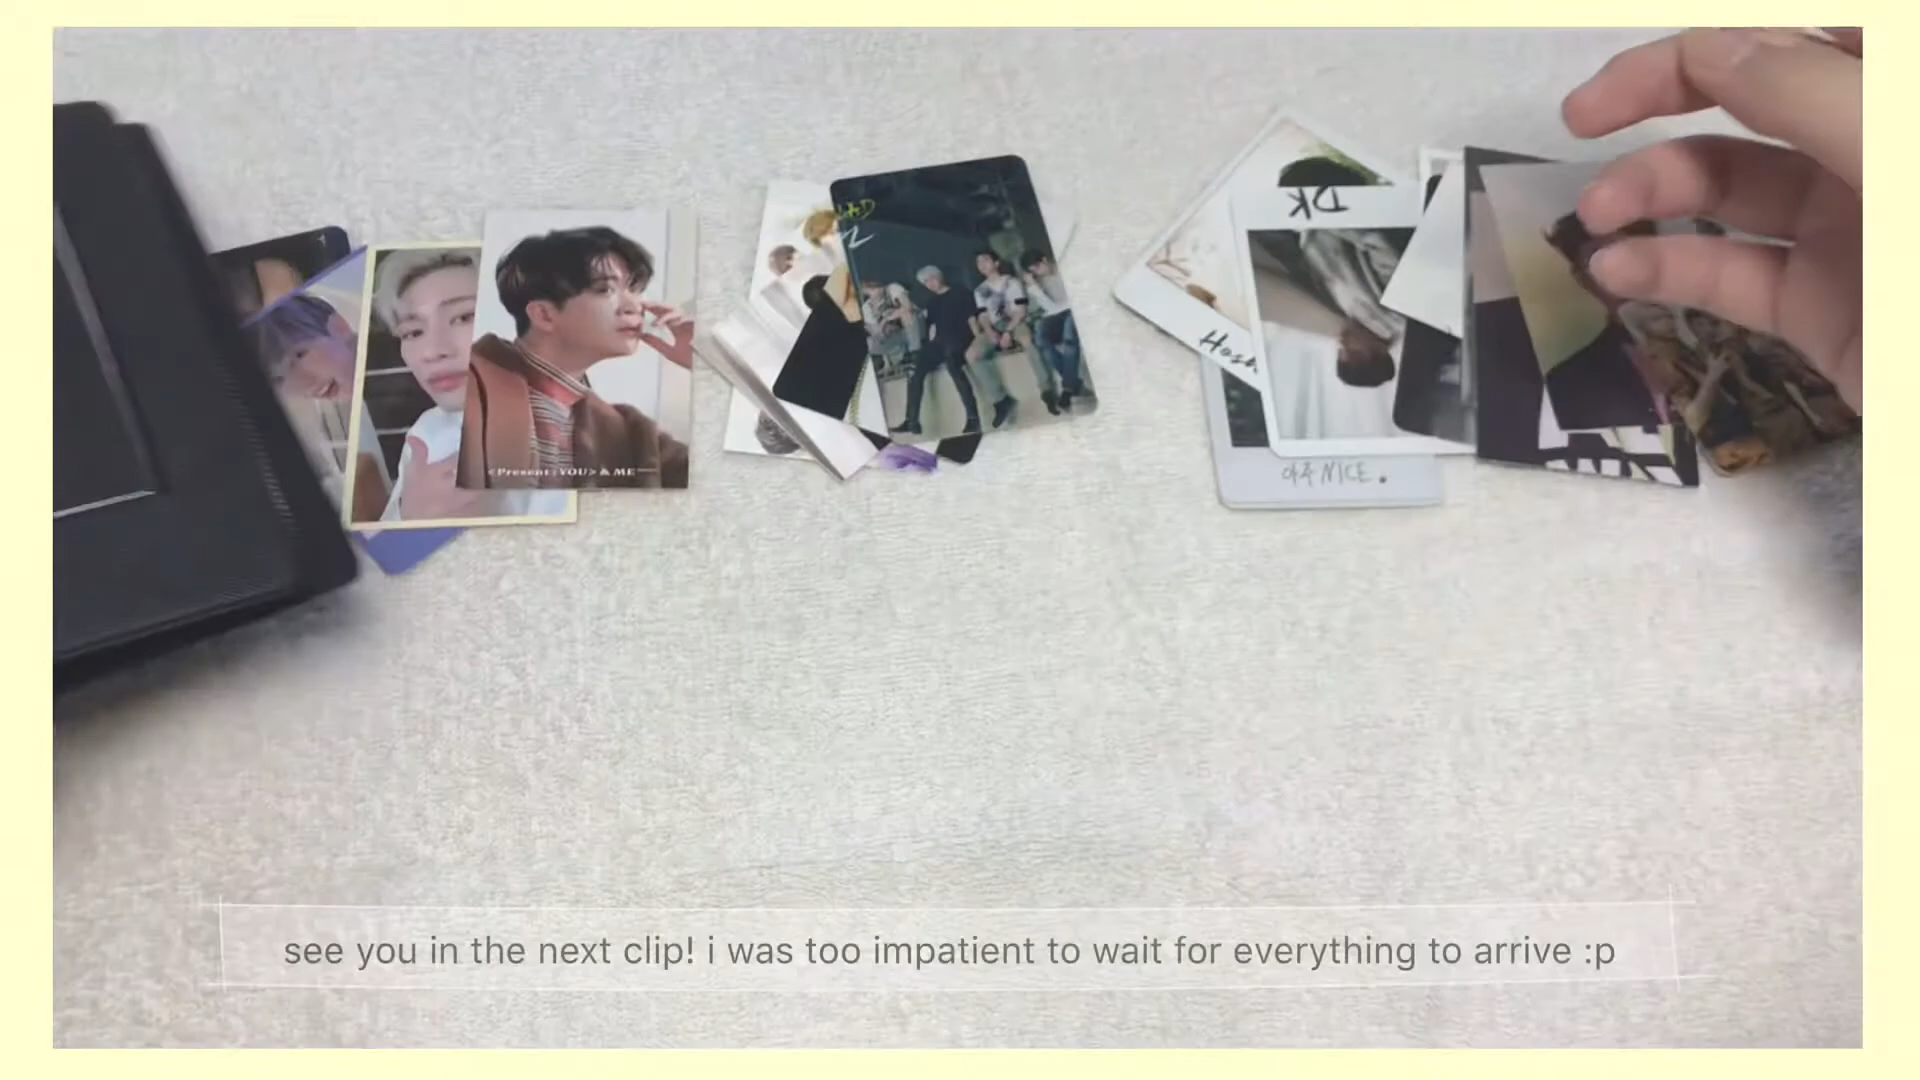 DK
Hosh
<Present : YOU> & ME
아주 NICE.
see you in the next clip! i was too impatient to wait for everything to arrive :p